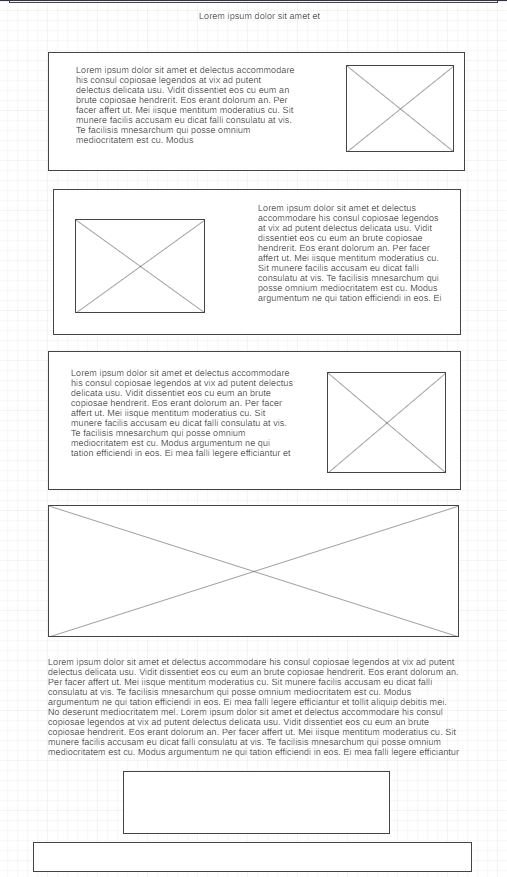 Lorem ipsum dolor sit amet et
Lorem ipsum dolor sit amet et delectus accommodare
his consul copiosae legendos at vix ad putent
delectus delicata usu. Vidit dissentiet eos cu eum an
brute copiosae hendrerit. Eos erant dolorum an. Per
facer affert ut. Mei iisque mentitum moderatius cu. Sit
munere facilis accusam eu dicat falli consulatu at vis.
Te facilisis mnesarchum qui posse omnium
mediocritatem est cu. Modus
Lorem ipsum dolor sit amet et delectus
accommodare his consul copiosae legendos
at vix ad putent delectus delicata usu. Vidit
dissentiet eos cu eum an brute copiosae
hendrerit. Eos erant dolorum an. Per facer
affert ut. Mei iisque mentitum moderatius cu.
Sit munere facilis accusam eu dicat falli
consulatu at vis. Te facilisis mnesarchum qui
posse omnium mediocritatem est cu. Modus
argumentum ne qui tation efficiendi in eos. Ei
Lorem ipsum dolor sit amet et delectus accommodare
his consul copiosae legendos at vix ad putent delectus
delicata usu. Vidit dissentiet eos cu eum an brute
copiosae hendrerit. Eos erant dolorum an. Per facer
affert ut. Mei iisque mentitum moderatius cu. Sit
munere facilis accusam eu dicat falli consulatu at vis.
Te facilisis mnesarchum qui posse omnium
mediocritatem est cu. Modus argumentum ne qui
tation efficiendi in eos. Ei mea falli legere efficiantur et
Lorem ipsum dolor sit amet et delectus accommodare his consul copiosae legendos at vix ad putent
delectus delicata usu. Vidit dissentiet eos cu eum an brute copiosae hendrerit. Eos erant dolorum an.
Per facer affert ut. Mei iisque mentitum moderatius cu. Sit munere facilis accusam eu dicat falli
consulatu at vis. Te facilisis mnesarchum qui posse omnium mediocritatem est cu. Modus
argumentum ne qui tation efficiendi in eos. Ei mea falli legere efficiantur et tollit aliquip debitis mei.
No deserunt mediocritatem mel. Lorem ipsum dolor sit amet et delectus accommodare his consul
copiosae legendos at vix ad putent delectus delicata usu. Vidit dissentiet eos cu eum an brute
copiosae hendrerit. Eos erant dolorum an. Per facer affert ut. Mei iisque mentitum moderatius cu. Sit
munere facilis accusam eu dicat falli consulatu at vis. Te facilisis mnesarchum qui posse omnium
mediocritatem est cu. Modus argumentum ne qui tation efficiendi in eos. Ei mea falli legere efficiantur